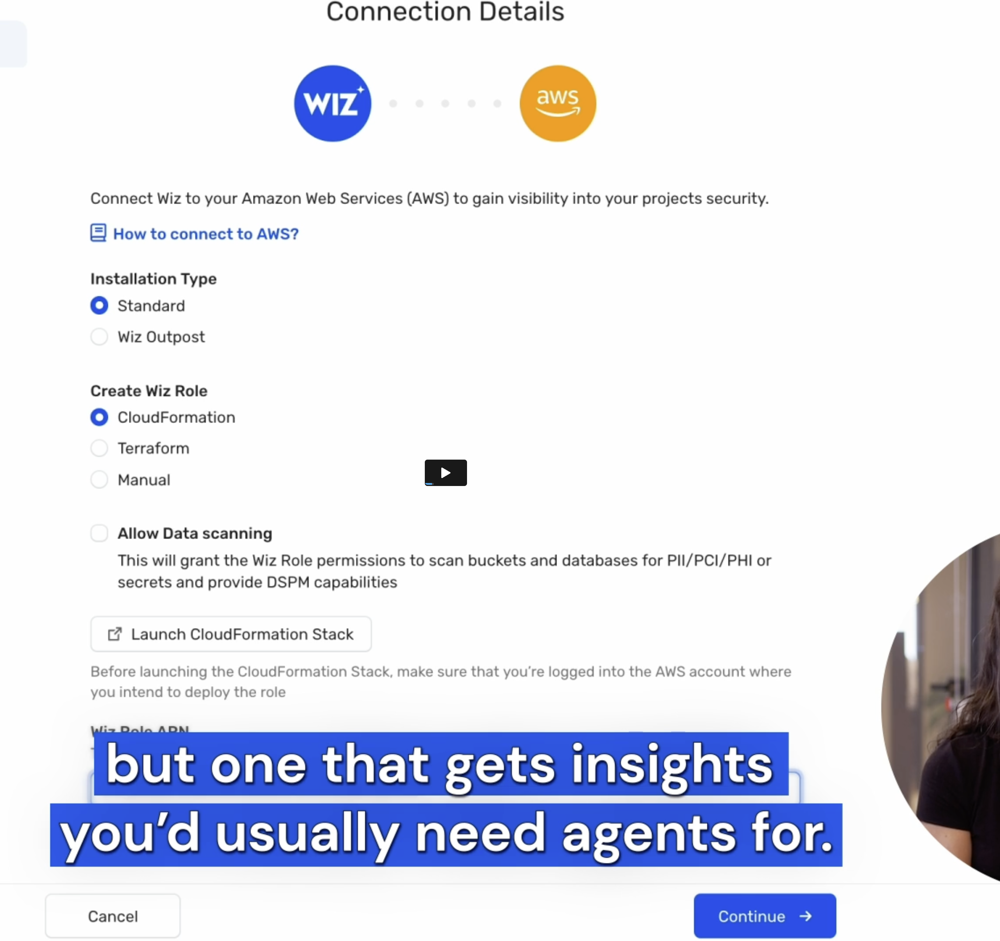 Connection Details
WIZ
aws
Connect Wiz to your Amazon Web Services (AWS) to gain visibility into your projects security.
How to connect to AWS?
Installation Type
Standard
Wiz Outpost
Create Wiz Role
CloudFormation
Terraform
Manual
Allow Data scanning
This will grant the Wiz Role permissions to scan buckets and databases for PII/PCI/PHI or
secrets and provide DSPM capabilities
Launch CloudFormation Stack
Before launching the CloudFormation Stack, make sure that you're logged into the AWS account where
you intend to deploy the role
Wiz Role ARN
but one that gets insights
you'd usually need agents for.
Cancel
Continue →